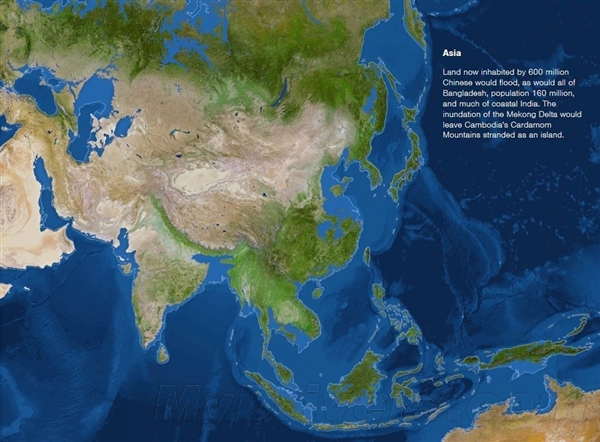 Asia
Land now inhabited by 600 million
Chinese would flood, as would all of
Bangladesh, population 160 million,
and much of coastal India. The
inundation of the Mekong Delta would
leave Cambodia's Cardamom
Mountains stranded as an island.